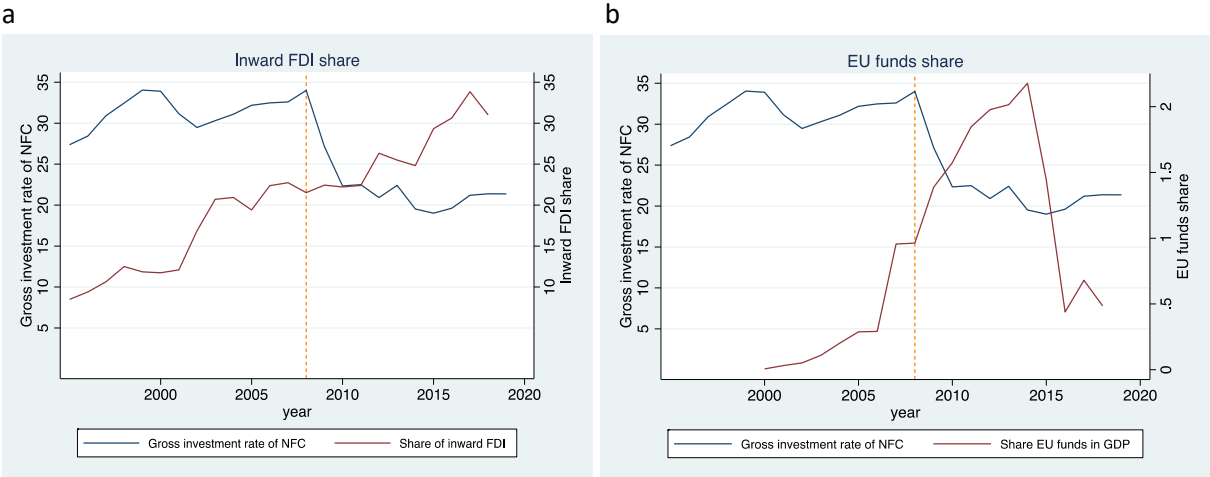 a
Inward FDI share
Gross investment rate of NFC
5 10 15 20 25 30 35
10 15 20 25 30 35
Inward FDI share
2000 2005 2010 2015 2020
year
Gross investment rate of NFC
Share of inward FDI
b
EU funds share
Gross investment rate of NFC
5 10 15 20 25 30 35
0 .5 1 1.5 2
EU funds share
2000 2005 2010 2015 2020
year
Gross investment rate of NFC
Share EU funds in GDP